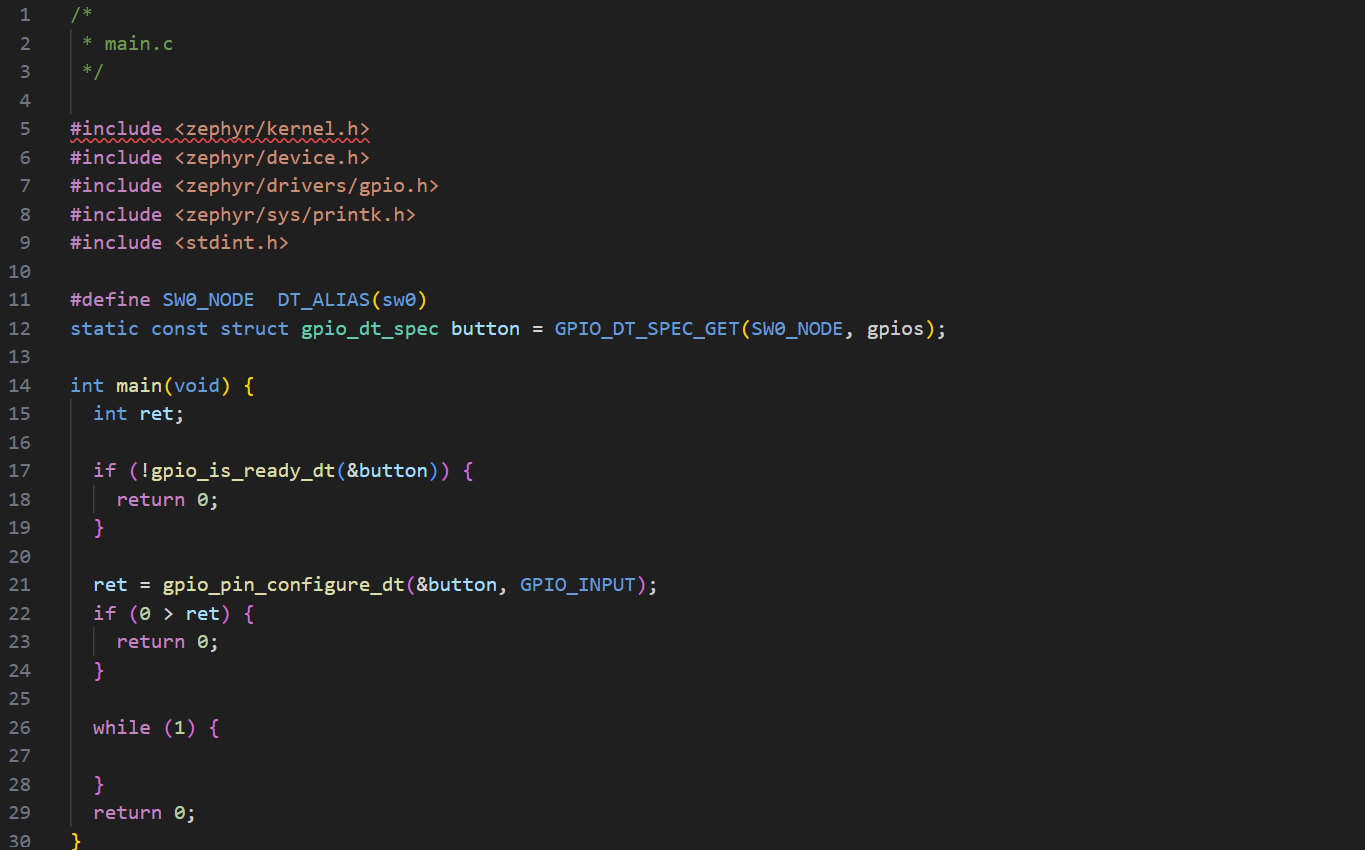 1 /*
2  * main.c
3  */
4
5 #include <zephyr/kernel.h>
6 #include <zephyr/device.h>
7 #include <zephyr/drivers/gpio.h>
8 #include <zephyr/sys/printk.h>
9 #include <stdint.h>
10
11 #define SW0_NODE  DT_ALIAS(sw0)
12 static const struct gpio_dt_spec button = GPIO_DT_SPEC_GET(SW0_NODE, gpios);
13
14 int main(void) {
15   int ret;
16
17   if (!gpio_is_ready_dt(&button)) {
18     return 0;
19   }
20
21   ret = gpio_pin_configure_dt(&button, GPIO_INPUT);
22   if (0 > ret) {
23     return 0;
24   }
25
26   while (1) {
27
28   }
29   return 0;
30 }